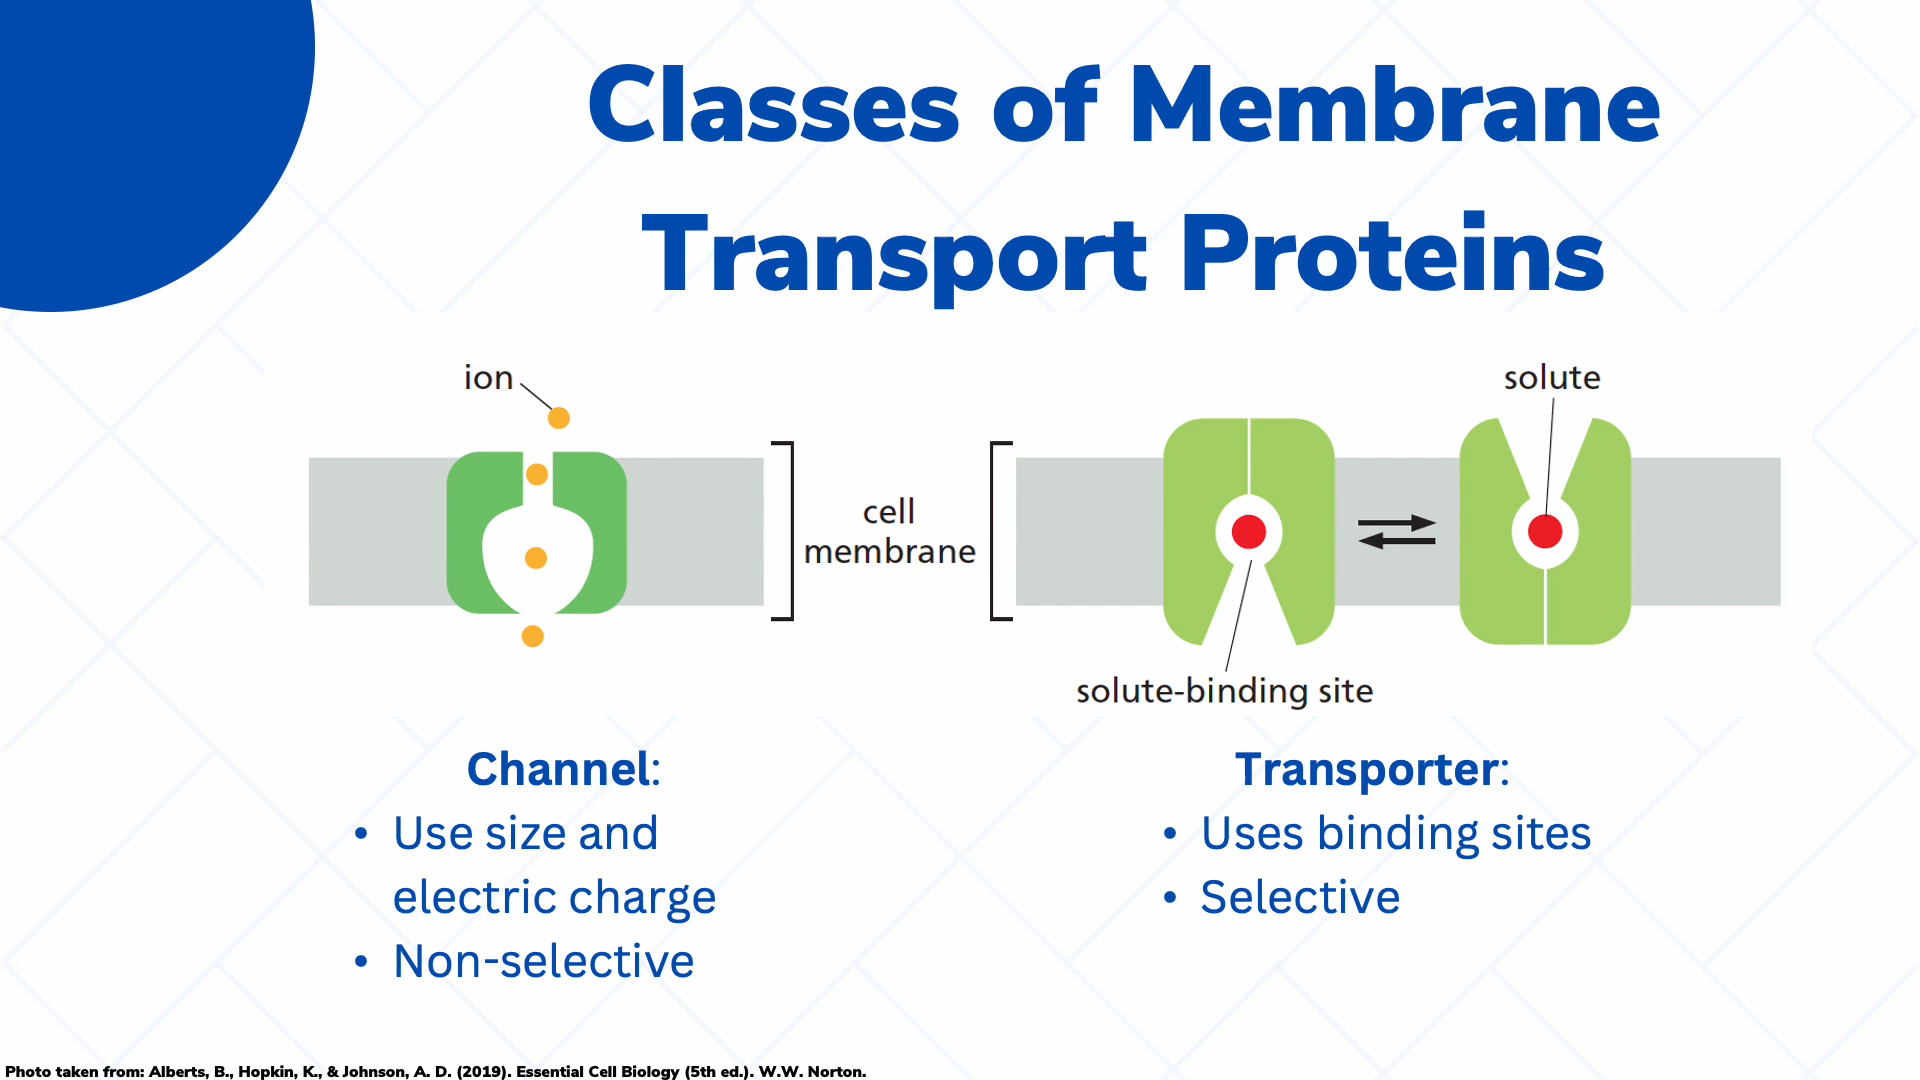 Classes of Membrane
Transport Proteins
ion
solute
cell
membrane
solute-binding site
Channel:
• Use size and
electric charge
• Non-selective
Transporter:
• Uses binding sites
• Selective
Photo taken from: Alberts, B., Hopkin, K., & Johnson, A. D. (2019). Essential Cell Biology (5th ed.). W.W. Norton.